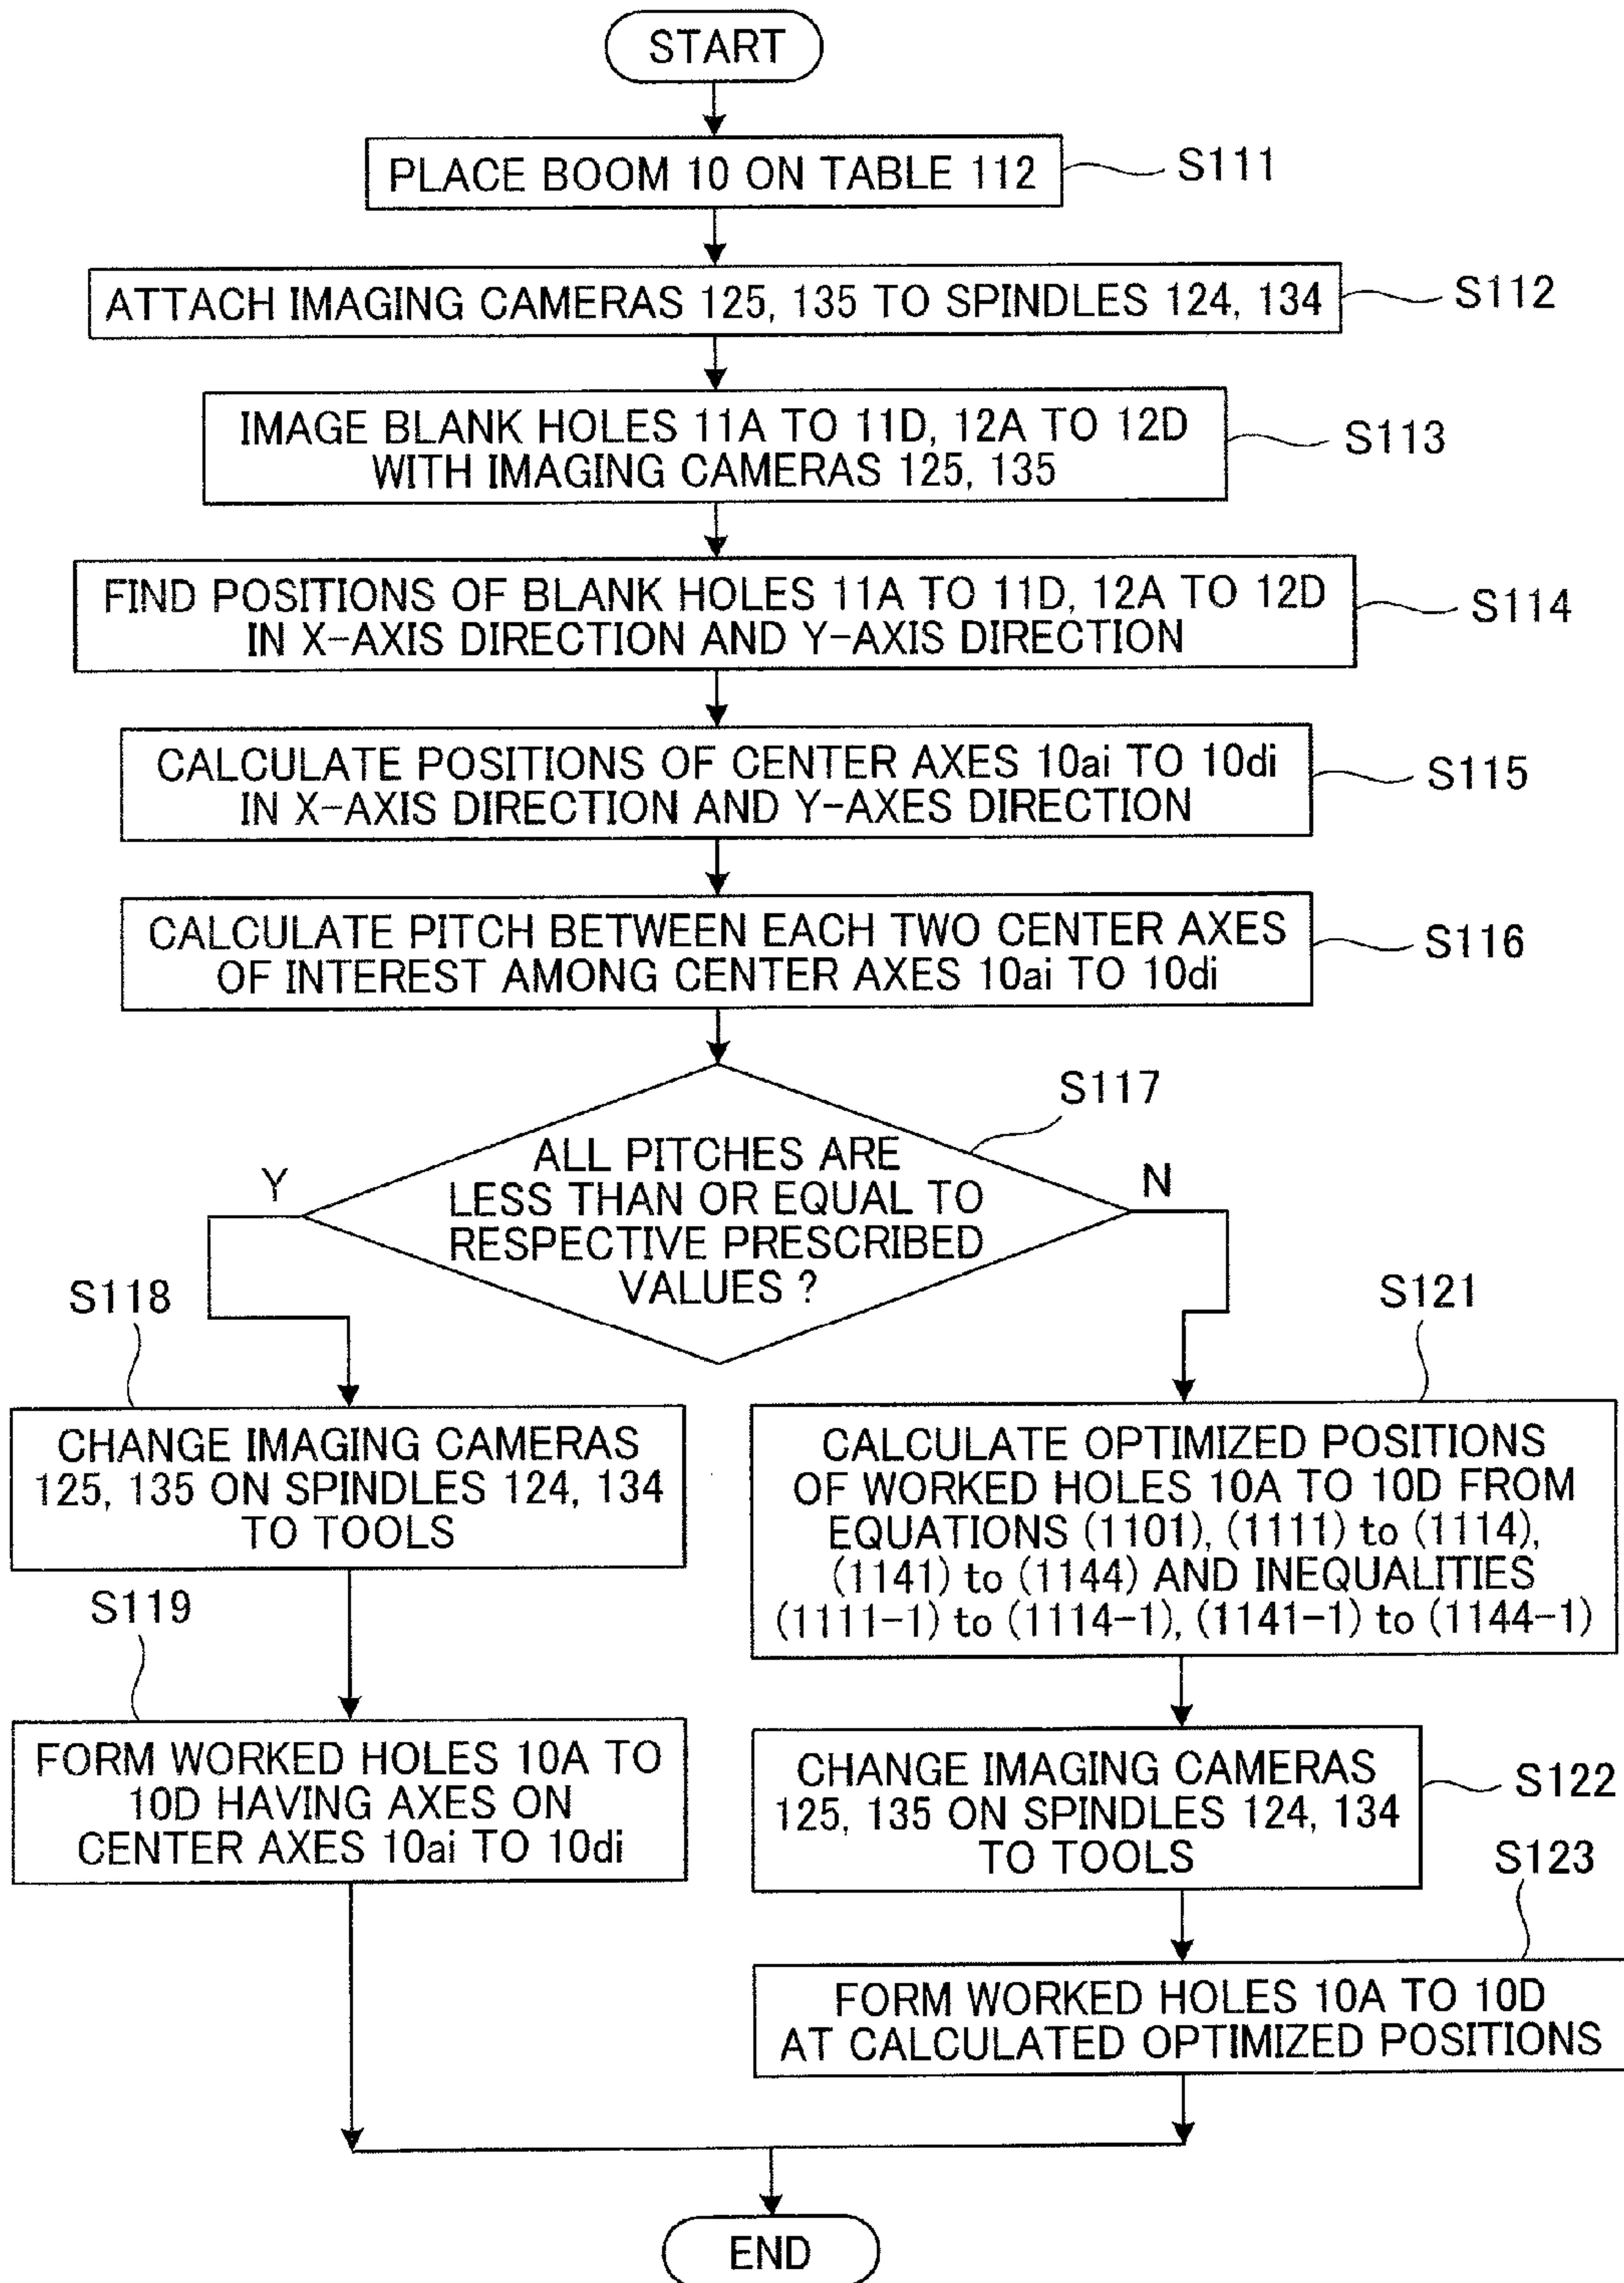 START
PLACE BOOM 10 ON TABLE 112
S111
ATTACH IMAGING CAMERAS 125, 135 TO SPINDLES 124, 134
S112
IMAGE BLANK HOLES 11A TO 11D, 12A TO 12D
WITH IMAGING CAMERAS 125, 135
S113
FIND POSITIONS OF BLANK HOLES 11A TO 11D, 12A TO 12D
IN X-AXIS DIRECTION AND Y-AXIS DIRECTION
S114
CALCULATE POSITIONS OF CENTER AXES 10ai TO 10di
IN X-AXIS DIRECTION AND Y-AXES DIRECTION
S115
CALCULATE PITCH BETWEEN EACH TWO CENTER AXES
OF INTEREST AMONG CENTER AXES 10ai TO 10di
S116
S117
ALL PITCHES ARE
LESS THAN OR EQUAL TO
RESPECTIVE PRESCRIBED
VALUES ?
Y
N
S118
CHANGE IMAGING CAMERAS
125, 135 ON SPINDLES 124, 134
TO TOOLS
S119
FORM WORKED HOLES 10A TO
10D HAVING AXES ON
CENTER AXES 10ai TO 10di
S121
CALCULATE OPTIMIZED POSITIONS
OF WORKED HOLES 10A TO 10D FROM
EQUATIONS (1101), (1111) to (1114),
(1141) to (1144) AND INEQUALITIES
(1111-1) to (1114-1), (1141-1) to (1144-1)
CHANGE IMAGING CAMERAS
125, 135 ON SPINDLES 124, 134
TO TOOLS
S122
S123
FORM WORKED HOLES 10A TO 10D
AT CALCULATED OPTIMIZED POSITIONS
END